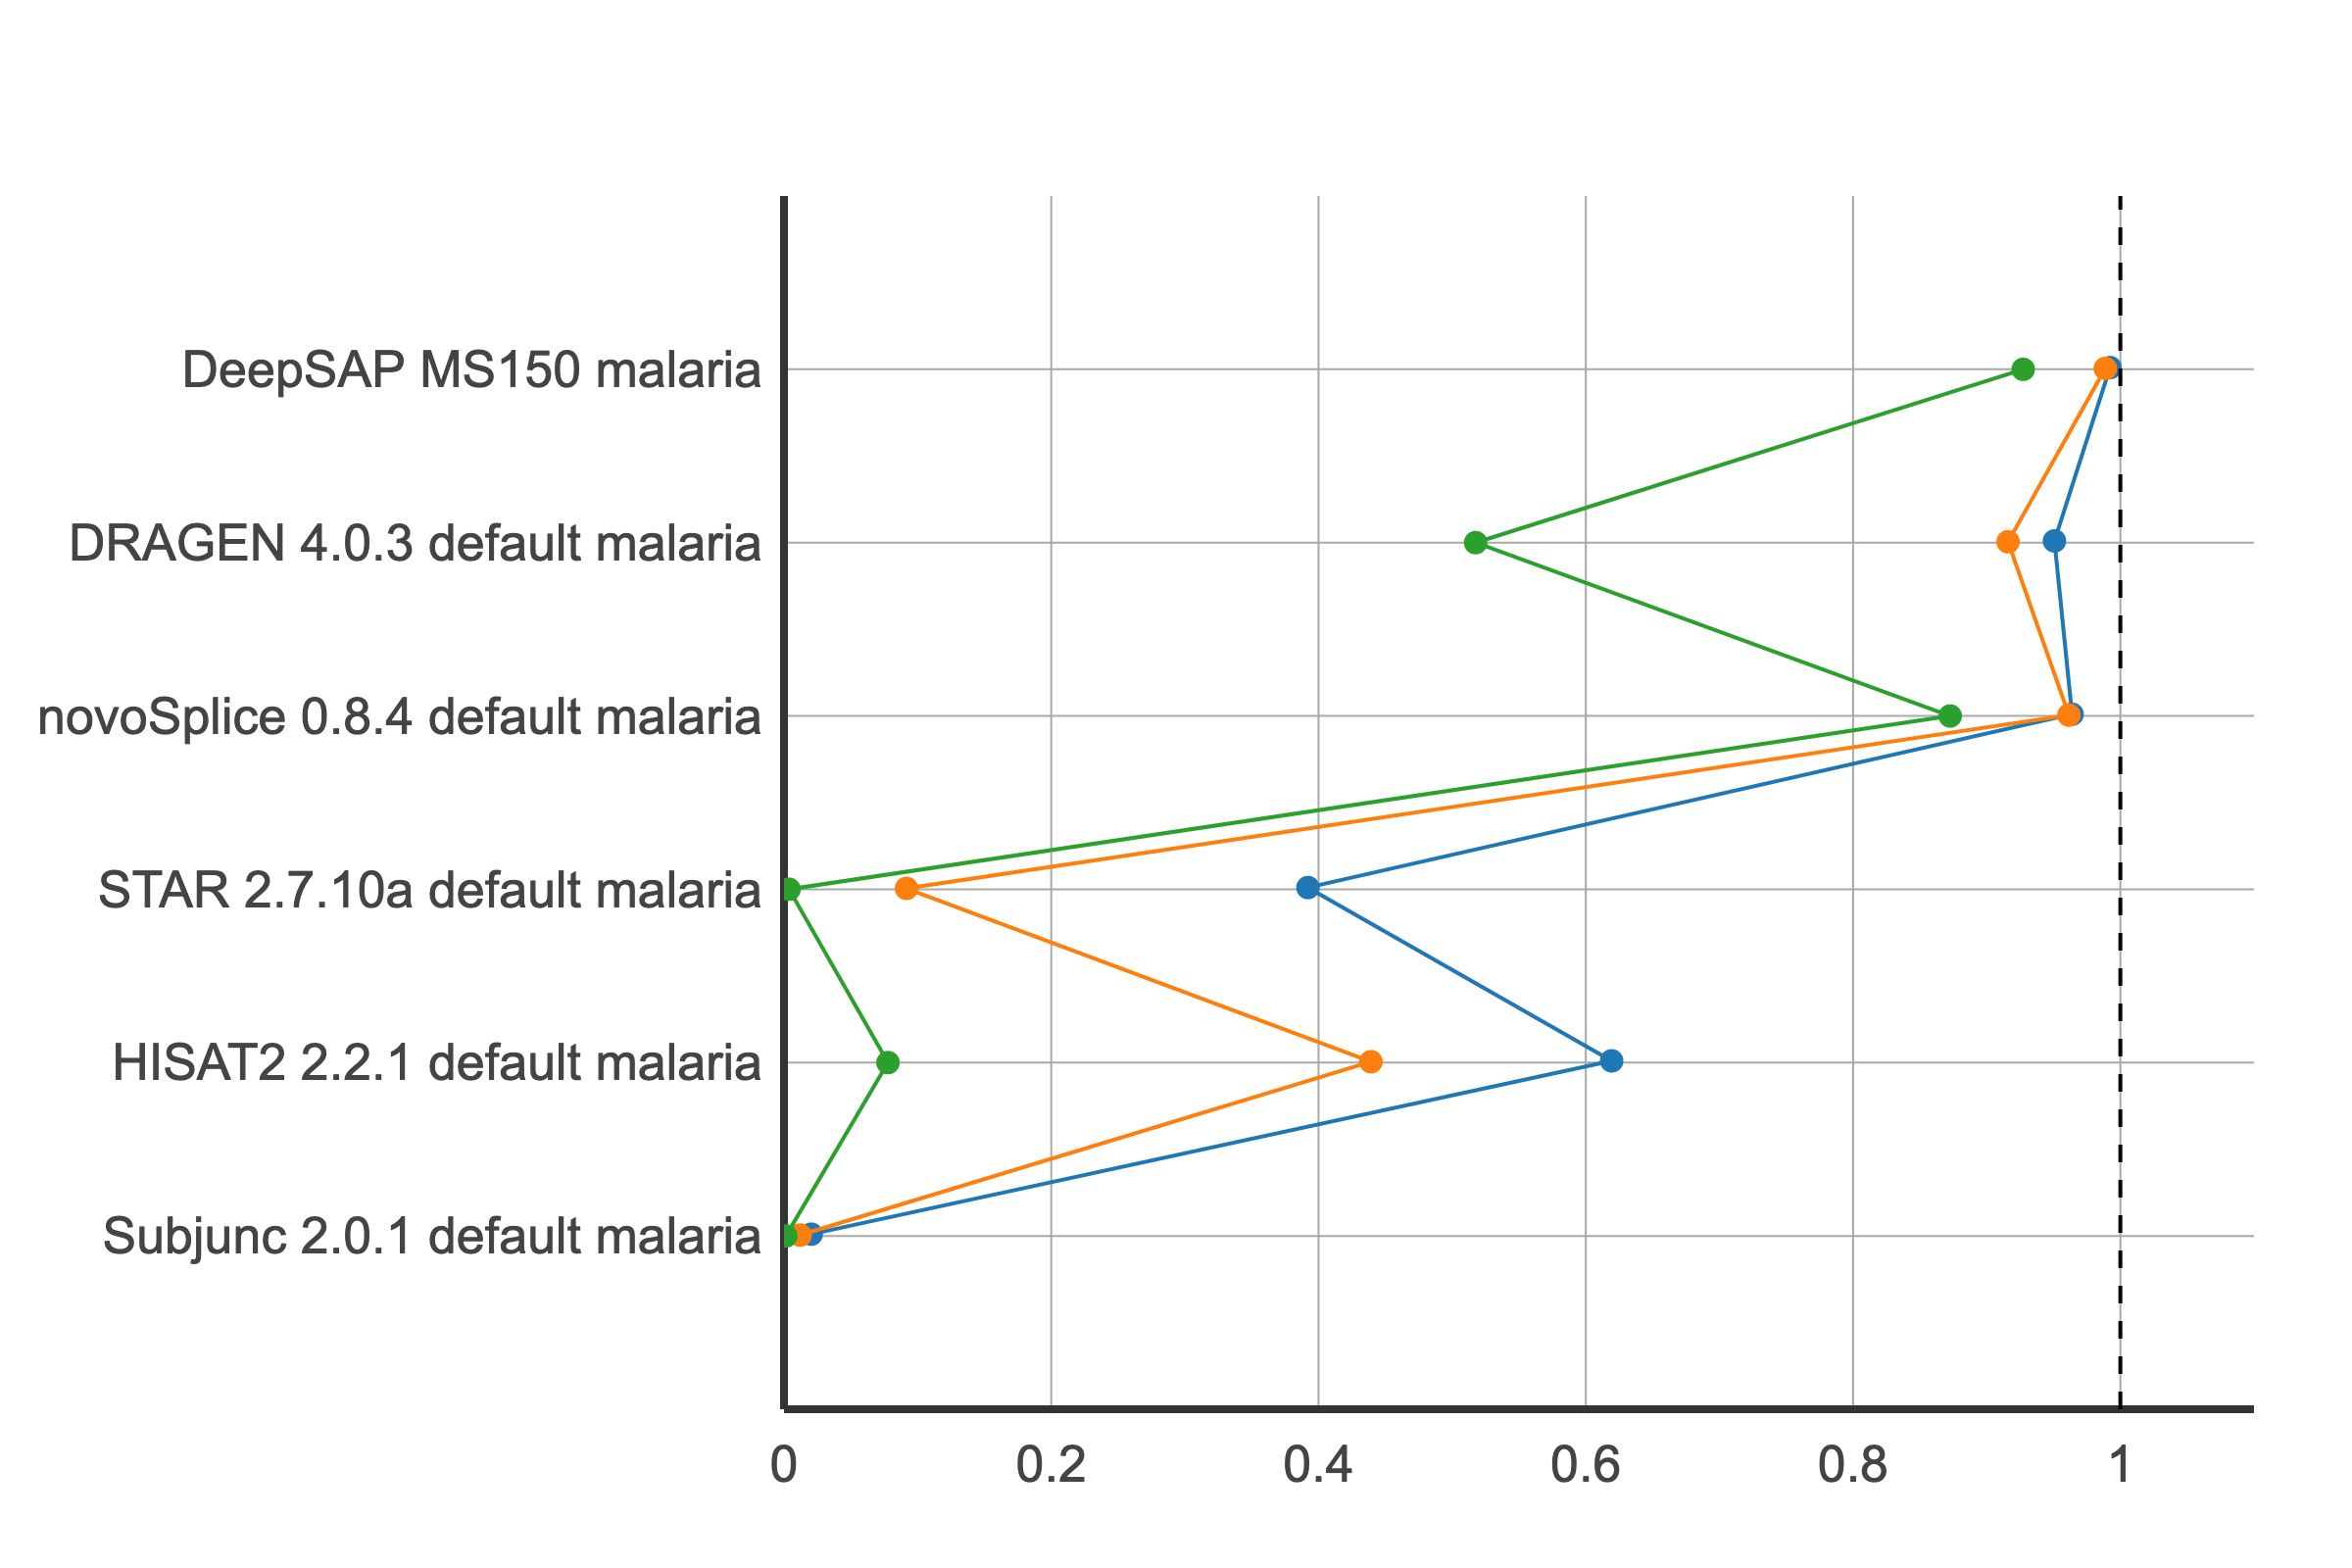 DeepSAP MS150 malaria
DRAGEN 4.0.3 default malaria
novoSplice 0.8.4 default malaria
STAR 2.7.10a default malaria
HISAT2 2.2.1 default malaria
Subjunc 2.0.1 default malaria
0 0.2 0.4 0.6 0.8 1